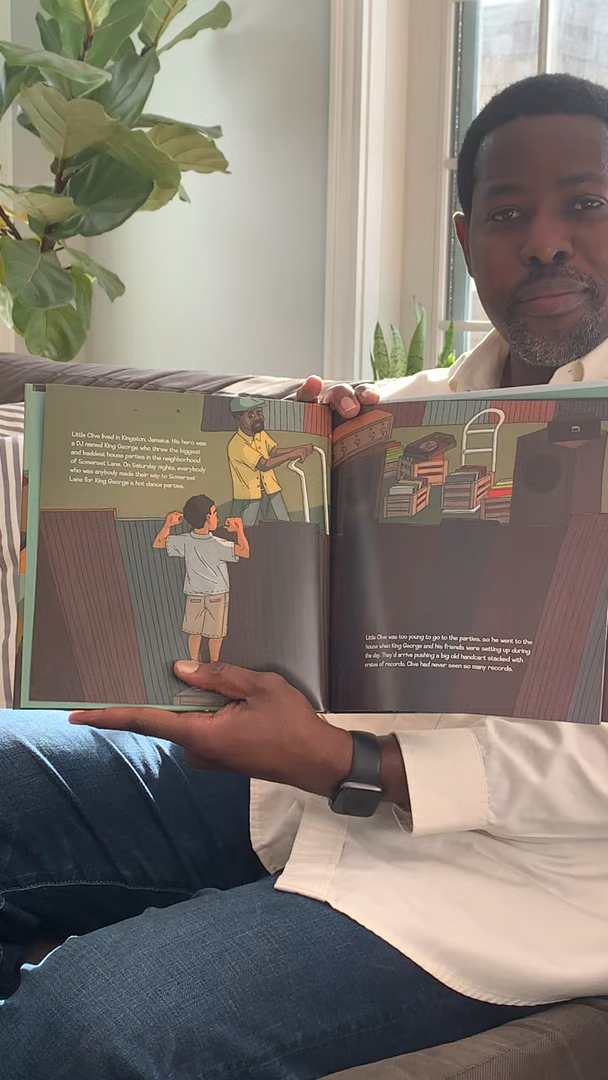 Little Clive lived in Kingston, Jamaica. His hero was
a DJ named King George who threw the biggest
and baddest house parties in the neighborhood
of Somerset Lane. On Saturday nights, everybody
who was anybody made their way to Somerset
Lane for King George's hot dance parties.
Little Clive was too young to go to the parties, so he went to the
house when King George and his friends were setting up during
the day. They'd arrive pushing a big old handcart stacked with
crates of records. Clive had never seen so many records.